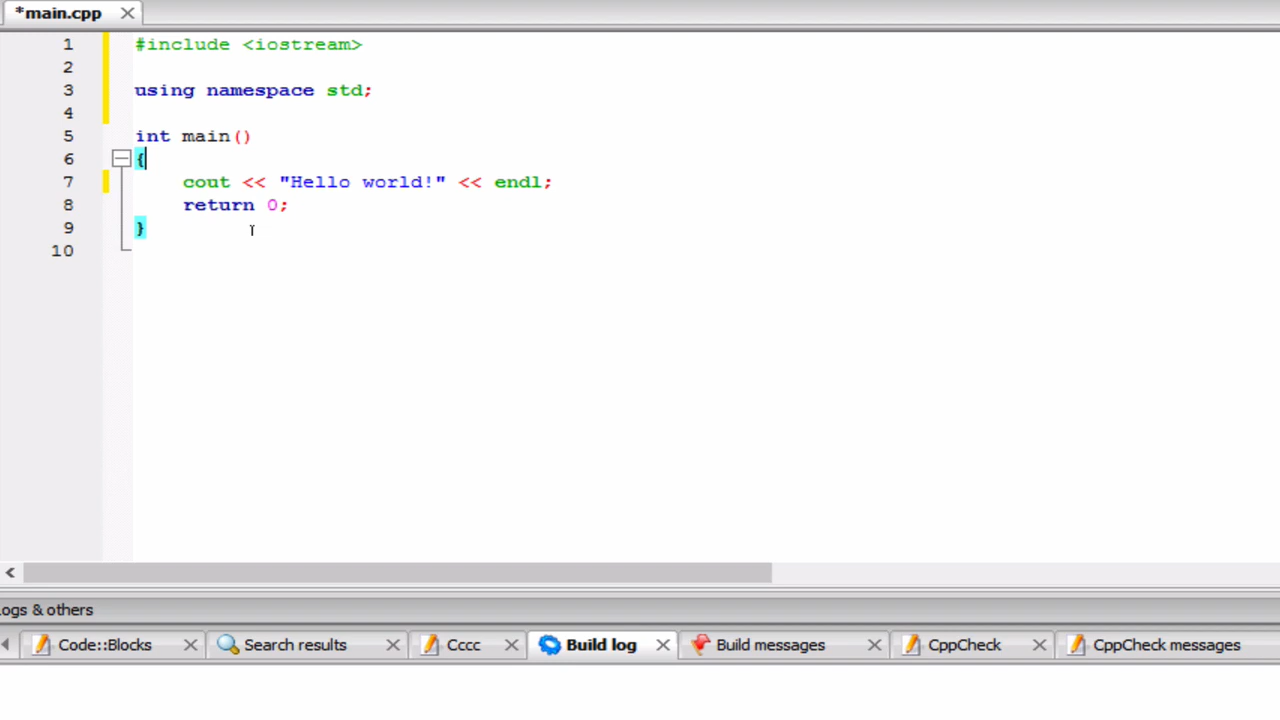 *main.cpp
1 #include <iostream>
2
3 using namespace std;
4
5 int main()
6 {
7 cout << "Hello world!" << endl;
8 return 0;
9 }
10
ogs & others
Code::Blocks Search results Cccc Build log Build messages CppCheck CppCheck messages